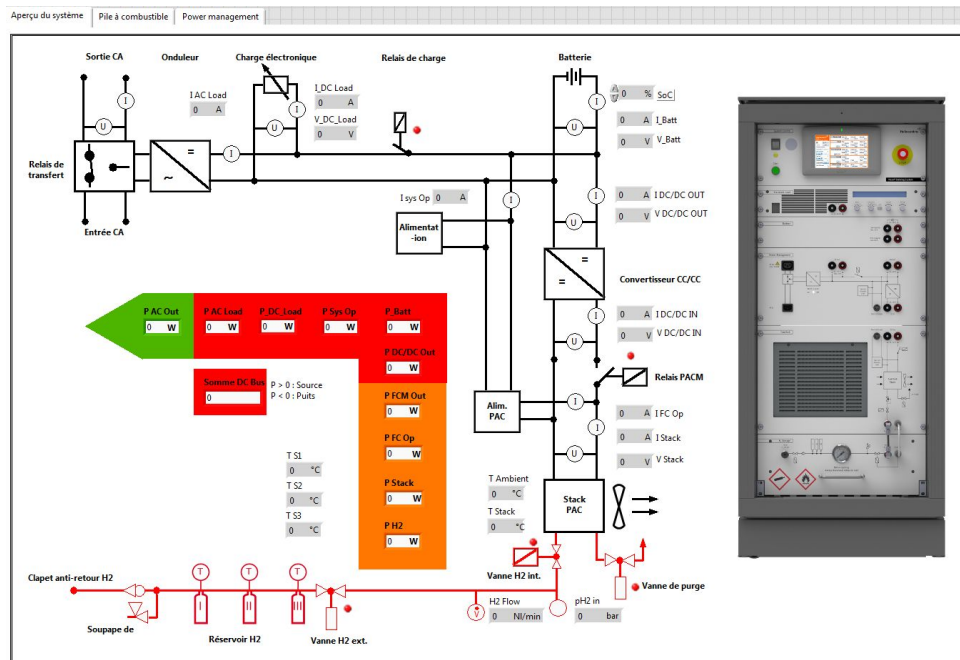 Aperçu du système
Pile à combustible
Power management
Sortie CA
Onduleur
Charge électronique
Relais de charge
Batterie
I AC Load
0 A
I_DC Load
0 A
V_DC_Load
0 V
0 % SoC
0 A I_Batt
0 V V_Batt
I
U
I
U
I
I
U
Relais de
transfert
=
~
I
Entrée CA
I sys Op 0 A
I
Alimentat
-ion
I
U
0 A I DC/DC OUT
0 V V DC/DC OUT
=
=
Convertisseur CC/CC
I
U
0 A I DC/DC IN
0 V V DC/DC IN
P AC Out
0 W
P AC Load
0 W
P_DC_Load
0 W
P Sys Op
0 W
P_Batt
0 W
P DC/DC Out
0 W
Somme DC Bus
0
P > 0 : Source
P < 0 : Puits
P FCM Out
0 W
P FC Op
0 W
P Stack
0 W
P H2
0 W
Relais PACM
Alim.
PAC
I
I
U
0 A I FC Op
0 A I Stack
0 V V Stack
T S1
0 °C
T S2
0 °C
T S3
0 °C
T Ambient
0 °C
T Stack
0 °C
Stack
PAC
Vanne H2 int.
Vanne de purge
Clapet anti-retour H2
T
T
T
I
II
III
Soupape de
Réservoir H2
Vanne H2 ext.
V
H2 Flow
0 Nl/min
pH2 in
0 bar